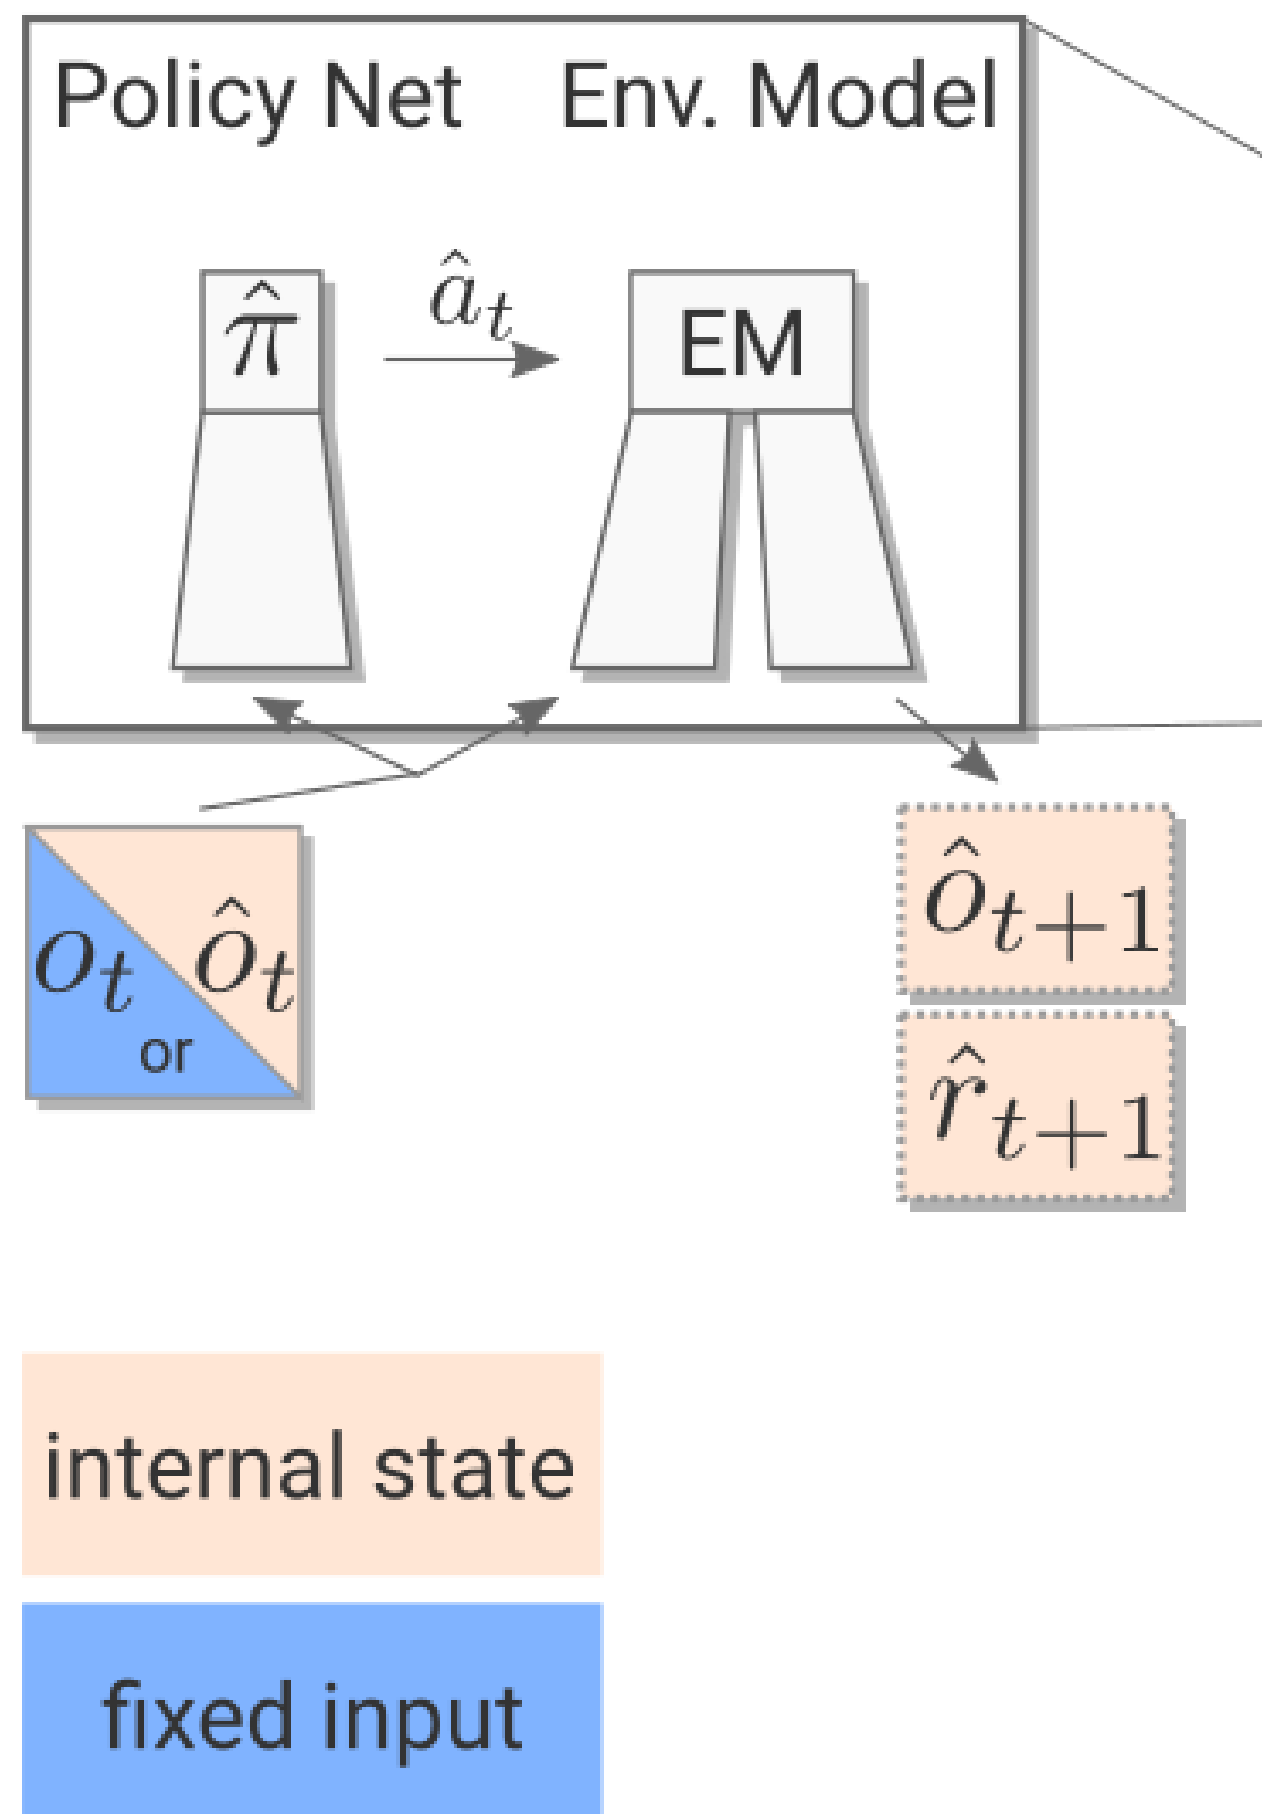 Policy Net Env. Model
π̂ â_t EM
o_t ô_t
or
ô_{t+1}
r̂_{t+1}
internal state
fixed input